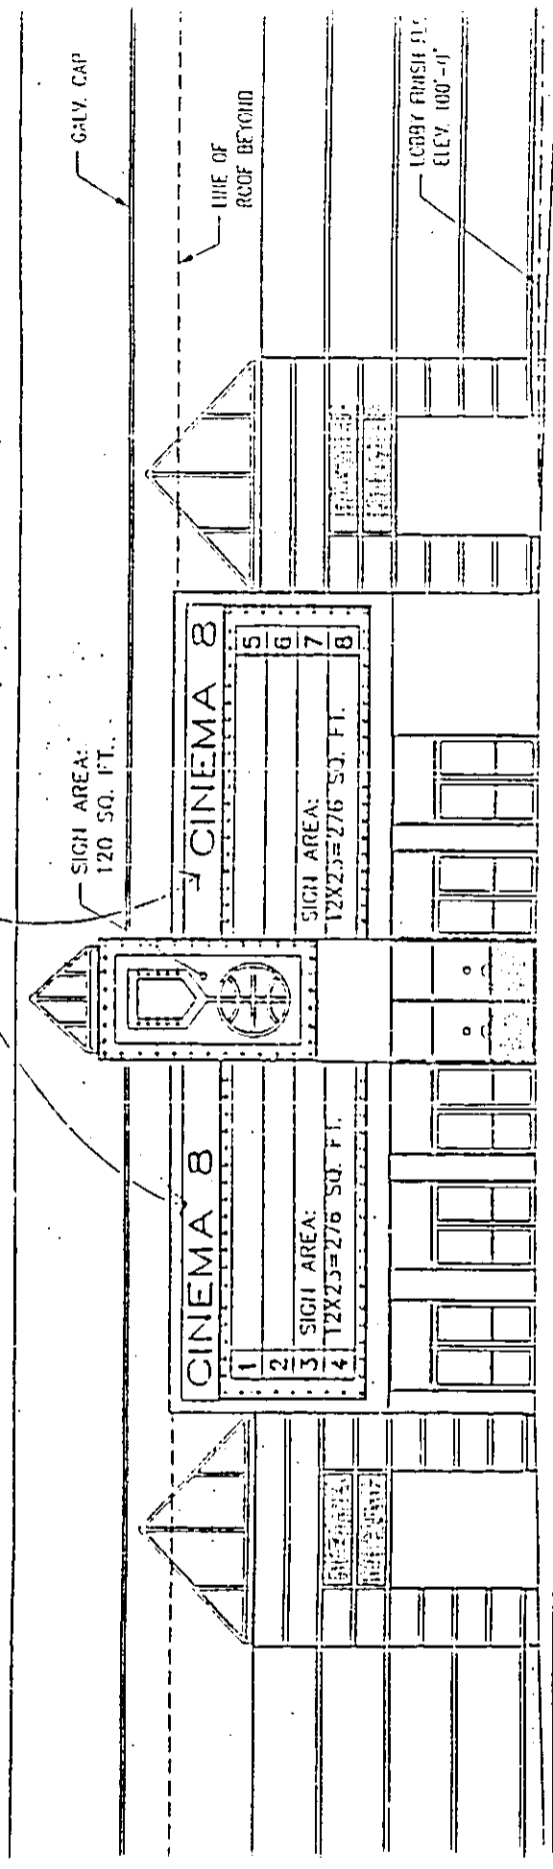 GALV. CAP
LINE OF
ROOF BEYOND
LOBBY FINISH FLR
ELEV. 100'-0"
SIGN AREA:
120 SQ. FT.
CINEMA 8
1
2
3
4
SIGN AREA:
12X23=276 SQ. FT.
CINEMA 8
5
6
7
8
SIGN AREA:
12X23=276 SQ. FT.